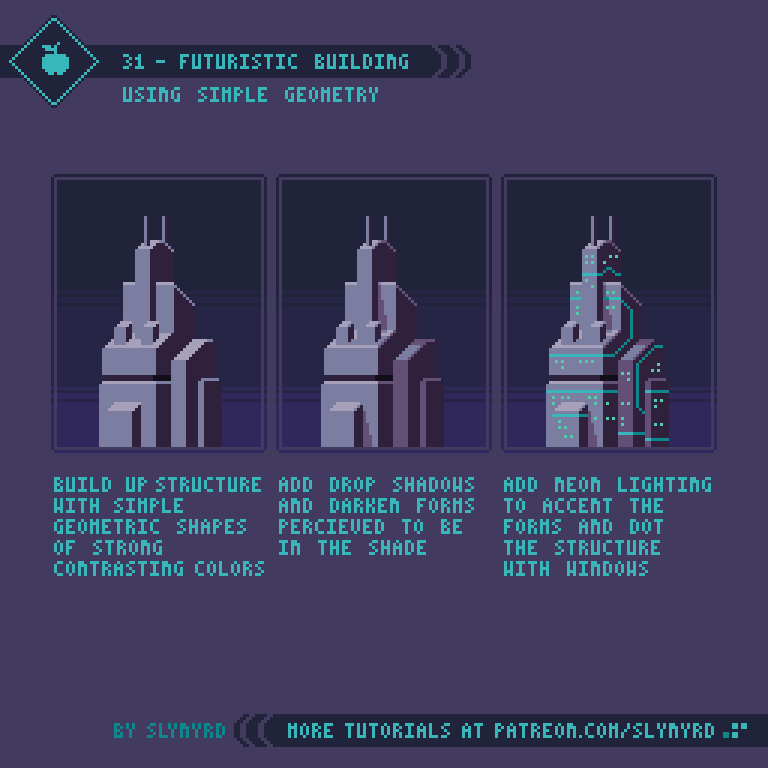 31 - FUTURISTIC BUILDING
USING SIMPLE GEOMETRY
BUILD UP STRUCTURE
WITH SIMPLE
GEOMETRIC SHAPES
OF STRONG
CONTRASTING COLORS
ADD DROP SHADOWS
AND DARKEN FORMS
PERCIEVED TO BE
IN THE SHADE
ADD NEON LIGHTING
TO ACCENT THE
FORMS AND DOT
THE STRUCTURE
WITH WINDOWS
BY SLYNYRD
MORE TUTORIALS AT PATREON.COM/SLYNYRD